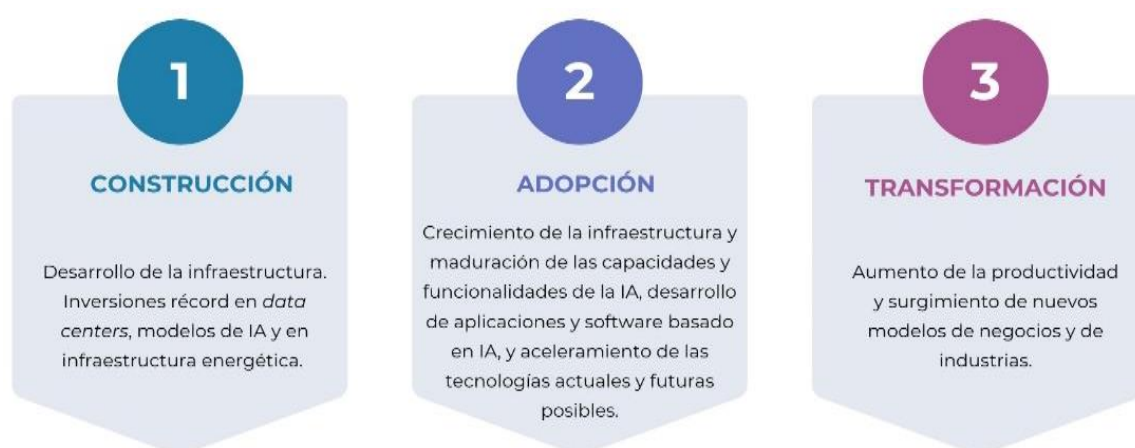 1
CONSTRUCCIÓN
Desarrollo de la infraestructura.
Inversiones récord en data
centers, modelos de IA y en
infraestructura energética.
2
ADOPCIÓN
Crecimiento de la infraestructura y
maduración de las capacidades y
funcionalidades de la IA, desarrollo
de aplicaciones y software basado
en IA, y aceleramiento de las
tecnologías actuales y futuras
posibles.
3
TRANSFORMACIÓN
Aumento de la productividad
y surgimiento de nuevos
modelos de negocios y de
industrias.